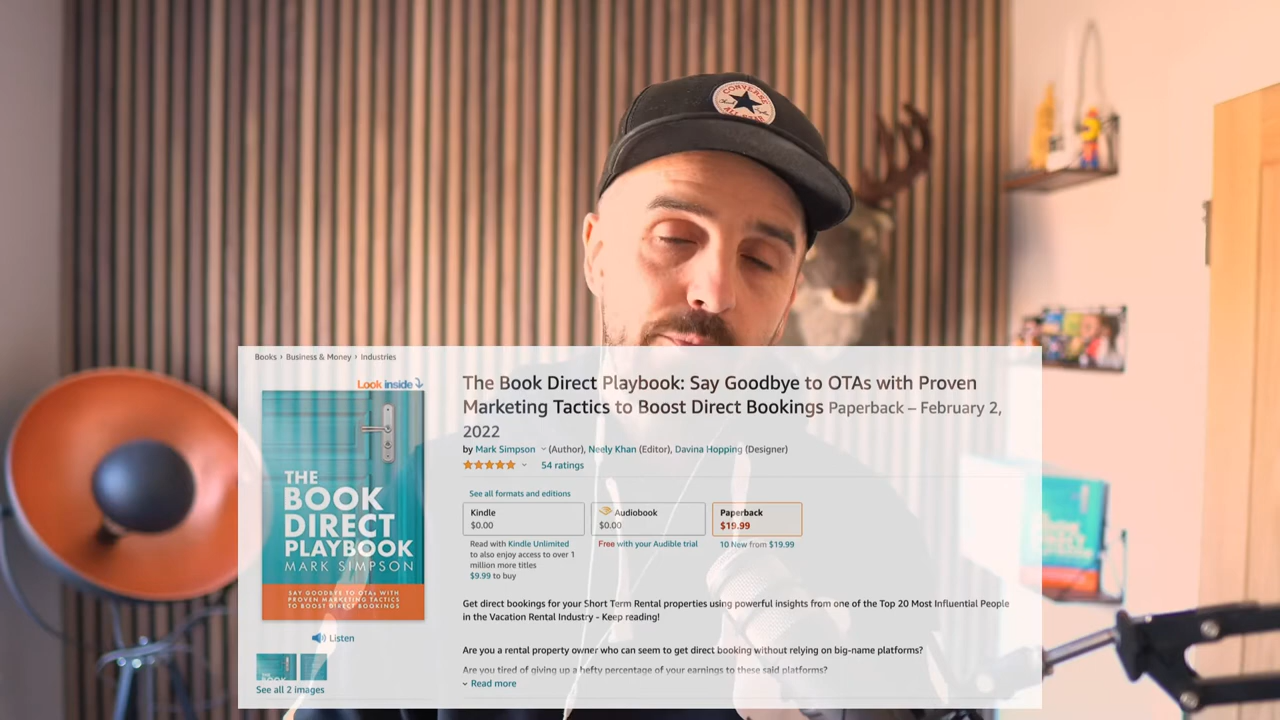 CONVERSE
Books › Business & Money › Industries
Look inside
The Book Direct Playbook: Say Goodbye to OTAs with Proven
Marketing Tactics to Boost Direct Bookings Paperback – February 2,
2022
by Mark Simpson (Author), Neely Khan (Editor), Davina Hopping (Designer)
54 ratings
See all formats and editions
Kindle
$0.00
Read with Kindle Unlimited
to also enjoy access to over 1
million more titles
$9.99 to buy
Audiobook
$0.00
Free with your Audible trial
Paperback
$19.99
10 New from $19.99
THE
BOOK
DIRECT
PLAYBOOK
MARK SIMPSON
SAY GOODBYE TO OTAs WITH
PROVEN MARKETING TACTICS
TO BOOST DIRECT BOOKINGS
Listen
See all 2 images
Get direct bookings for your Short Term Rental properties using powerful insights from one of the Top 20 Most Influential People
in the Vacation Rental Industry - Keep reading!
Are you a rental property owner who can seem to get direct booking without relying on big-name platforms?
Are you tired of giving up a hefty percentage of your earnings to these said platforms?
Read more